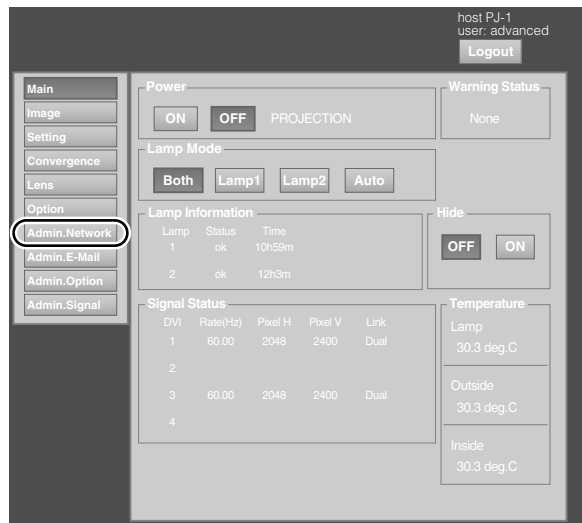 host PJ-1
user: advanced
Logout
Main
Image
Setting
Convergence
Lens
Option
Admin.Network
Admin.E-Mail
Admin.Option
Admin.Signal
Power
ON OFF PROJECTION
Warning Status
None
Lamp Mode
Both Lamp1 Lamp2 Auto
Lamp Information
Lamp Status Time
1 ok 10h59m
2 ok 12h3m
Hide
OFF ON
Signal Status
DVI Rate(Hz) Pixel H Pixel V Link
1 60.00 2048 2400 Dual
2
3 60.00 2048 2400 Dual
4
Temperature
Lamp
30.3 deg.C
Outside
30.3 deg.C
Inside
30.3 deg.C